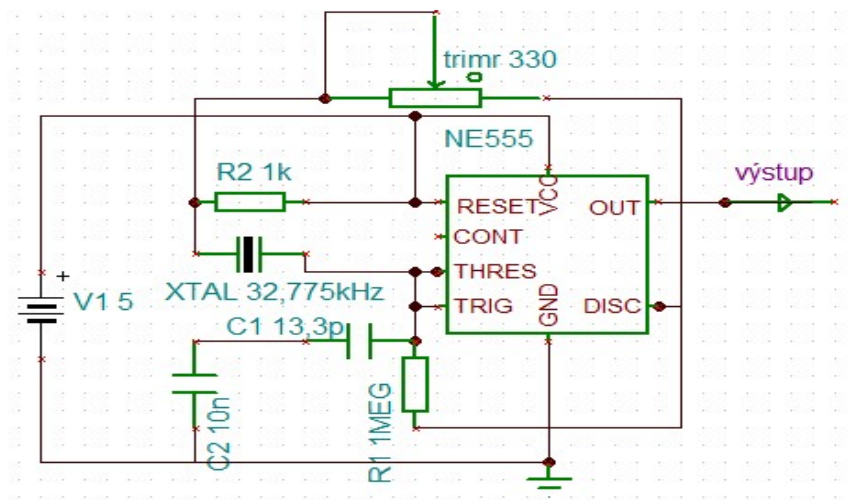 trimr 330
NE555
R2 1k
výstup
RESET
VCC
OUT
CONT
THRES
XTAL 32,775kHz
+
V1 5
TRIG
GND
DISC
C1 13,3p
C2 10n
R1 1MEG